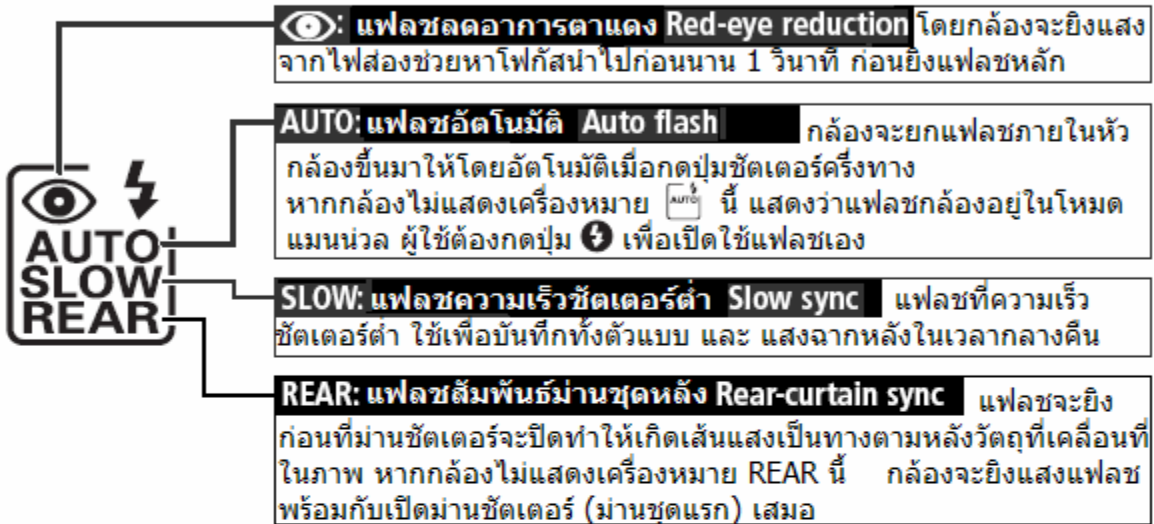 : แฟลชลดอาการตาแดง Red-eye reduction โดยกล้องจะยิงแสง
จากไฟส่องช่วยหาโฟกัสนำไปก่อนนาน 1 วินาที ก่อนยิงแฟลชหลัก
AUTO: แฟลชอัตโนมัติ Auto flash กล้องจะยกแฟลชภายในหัว
กล้องขึ้นมาให้โดยอัตโนมัติเมื่อกดปุ่มชัตเตอร์ครึ่งทาง
หากกล้องไม่แสดงเครื่องหมาย AUTO นี้ แสดงว่าแฟลชกล้องอยู่ในโหมด
แมนน่วล ผู้ใช้ต้องกดปุ่ม เพื่อเปิดใช้แฟลชเอง
AUTO
SLOW
REAR
SLOW: แฟลชความเร็วชัตเตอร์ต่ำ Slow sync แฟลชที่ความเร็ว
ชัตเตอร์ต่ำ ใช้เพื่อบันทึกทั้งตัวแบบ และ แสงฉากหลังในเวลากลางคืน
REAR: แฟลชสัมพันธ์ม่านชุดหลัง Rear-curtain sync แฟลชจะยิง
ก่อนที่ม่านชัตเตอร์จะปิดทำให้เกิดเส้นแสงเป็นทางตามหลังวัตถุที่เคลื่อนที่
ในภาพ หากกล้องไม่แสดงเครื่องหมาย REAR นี้ กล้องจะยิงแสงแฟลช
พร้อมกับเปิดม่านชัตเตอร์ (ม่านชุดแรก) เสมอ